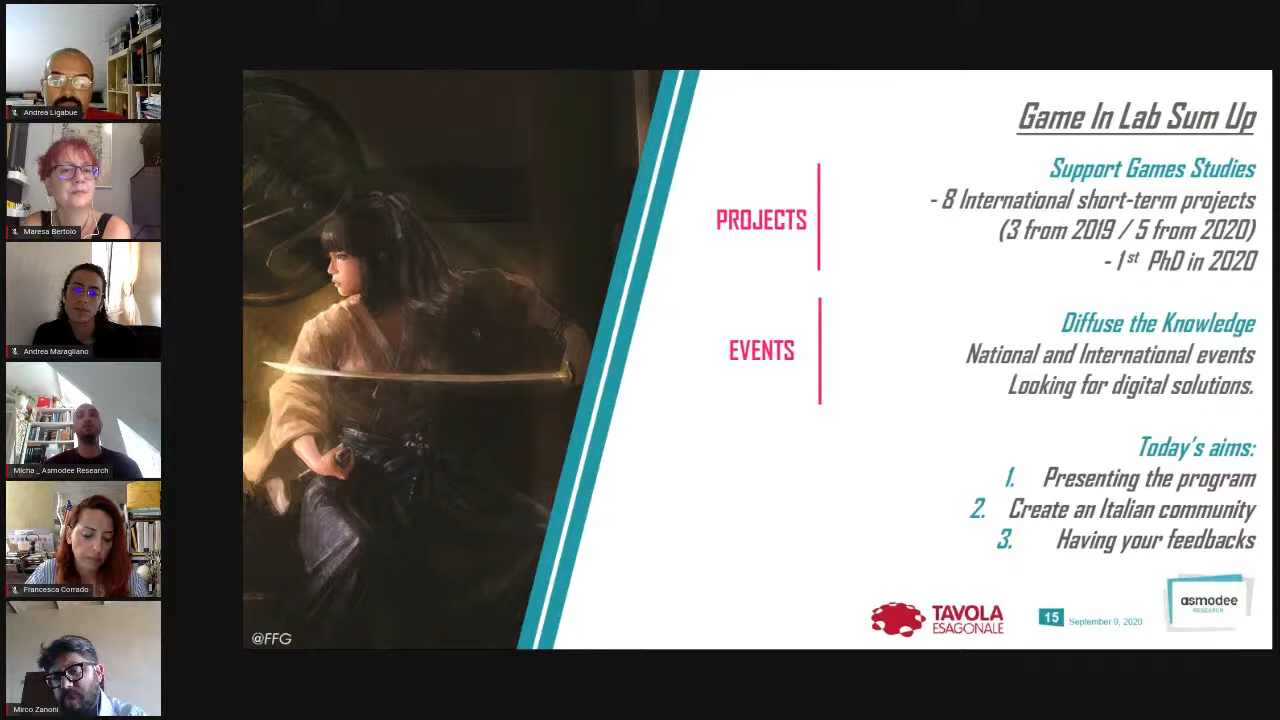 Andrea Ligabue
Maresa Bertolo
Andrea Maragliano
Micha _ Asmodee Research
Francesca Corrado
Mirco Zanoni
Game In Lab Sum Up
PROJECTS
Support Games Studies
- 8 International short-term projects
(3 from 2019 / 5 from 2020)
- 1st PhD in 2020
EVENTS
Diffuse the Knowledge
National and International events
Looking for digital solutions.
Today's aims:
1. Presenting the program
2. Create an Italian community
3. Having your feedbacks
@FFG
TAVOLA
ESAGONALE
15 September 9, 2020
asmodee
RESEARCH